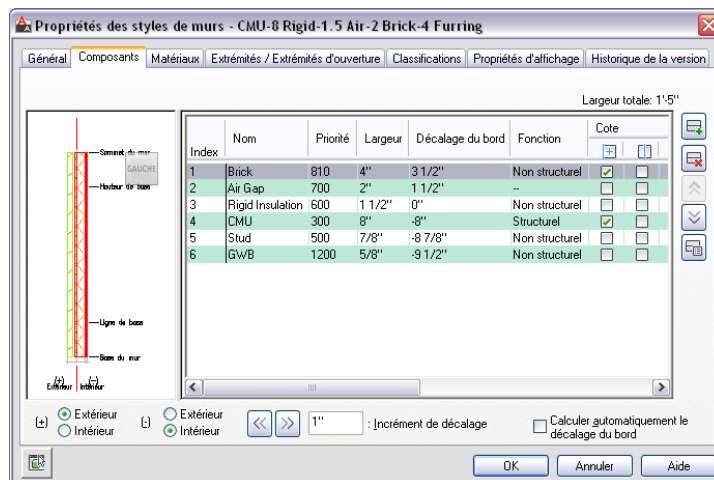 Propriétés des styles de murs - CMU-8 Rigid-1.5 Air-2 Brick-4 Furring
Général Composants Matériaux Extrémités / Extrémités d'ouverture Classifications Propriétés d'affichage Historique de la version
Largeur totale: 1'-5"
Sommet du mur
GAUCHE
Hauteur de base
Ligne de base
Base du mur
(+) (-)
Extérieur Intérieur
Index Nom Priorité Largeur Décalage du bord Fonction Cote
1 Brick 810 4" 3 1/2" Non structurel
2 Air Gap 700 2" 1 1/2" --
3 Rigid Insulation 600 1 1/2" 0" Non structurel
4 CMU 300 8" -8" Structurel
5 Stud 500 7/8" -8 7/8" Non structurel
6 GWB 1200 5/8" -9 1/2" Non structurel
(+) Extérieur Intérieur (-) Extérieur Intérieur
1" : Incrément de décalage
Calculer automatiquement le
décalage du bord
OK Annuler Aide